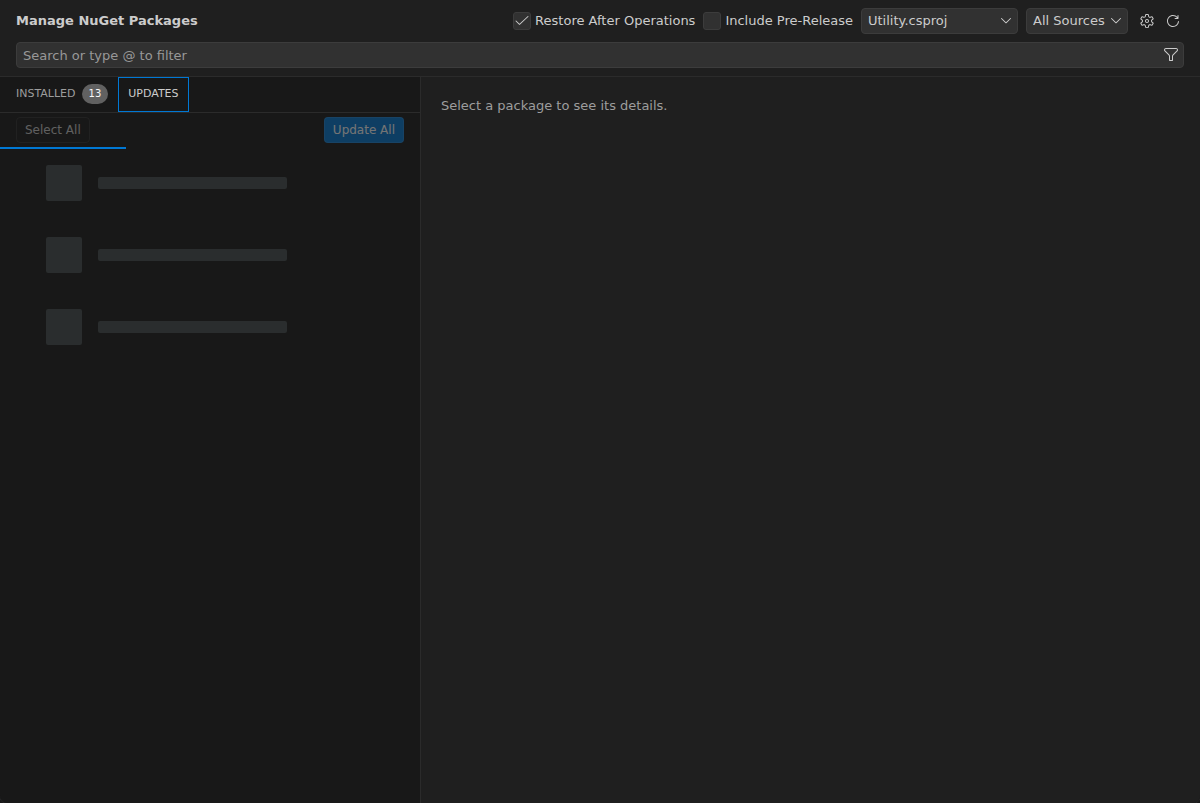 Manage NuGet Packages
Restore After Operations
Include Pre-Release
Utility.csproj
All Sources
Search or type @ to filter
INSTALLED 13
UPDATES
Select All
Update All
Select a package to see its details.